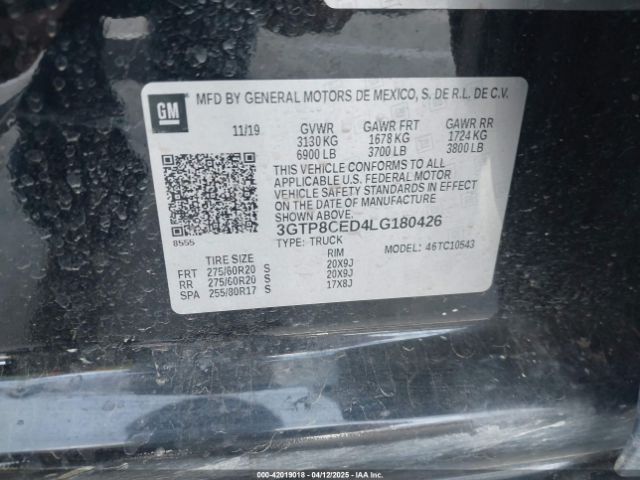 GM
MFD BY GENERAL MOTORS DE MEXICO, S. DE R.L. DE C.V.
11/19 GVWR GAWR FRT GAWR RR
3130 KG 1678 KG 1724 KG
6900 LB 3700 LB 3800 LB
THIS VEHICLE CONFORMS TO ALL
APPLICABLE U.S. FEDERAL MOTOR
VEHICLE SAFETY STANDARDS IN EFFECT
ON THE DATE OF MANUFACTURE
SHOWN ABOVE.
8555 3GTP8CED4LG180426
TYPE: TRUCK MODEL: 46TC10543
TIRE SIZE RIM
FRT 275/60R20 S 20X9J
RR 275/60R20 S 20X9J
SPA 255/80R17 S 17X8J
000-42019018 - 04/12/2025 - IAAI.com